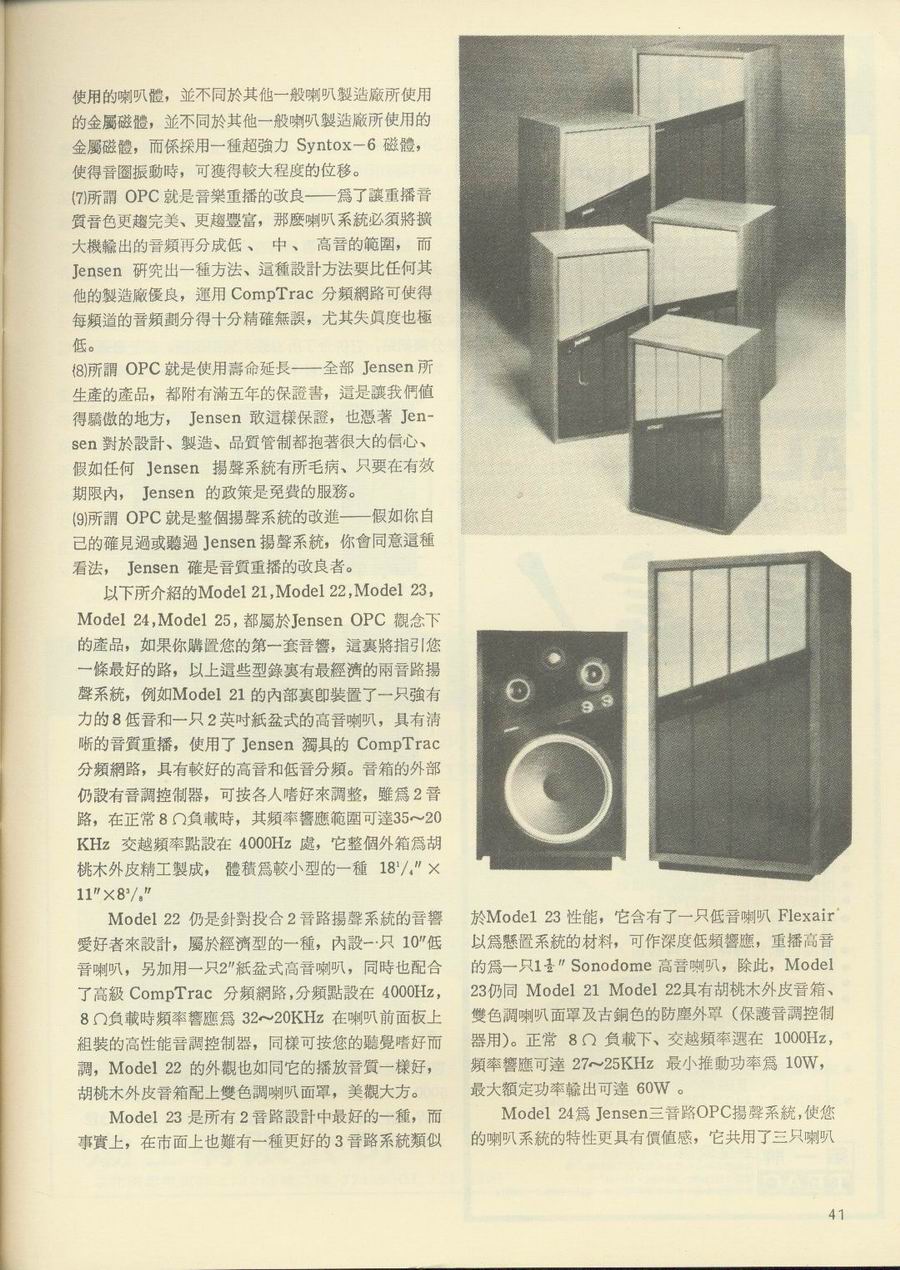 使用的喇叭體，並不同於其他一般喇叭製造廠所使用
的金屬磁體，並不同於其他一般喇叭製造廠所使用的
金屬磁體，而係採用一種超強力 Syntox－6 磁體，
使得音圈振動時，可獲得較大程度的位移。
⑺所謂 OPC 就是音樂重播的改良——爲了讓重播音
質音色更趨完美、更趨豐富，那麽喇叭系統必須將擴
大機輸出的音頻再分成低 、 中 、 高音的範圍， 而
Jensen 研究出一種方法、這種設計方法要比任何其
他的製造廠優良，運用 CompTrac 分頻網路可使得
每頻道的音頻劃分得十分精確無誤，尤其失眞度也極
低。
⑻所謂 OPC 就是使用壽命延長——全部 Jensen 所
生產的產品，都附有滿五年的保證書，這是讓我們值
得驕傲的地方， Jensen 敢這樣保證，也憑著 Jen-
sen 對於設計、製造、品質管制都抱著很大的信心、
假如任何 Jensen 揚聲系統有所毛病、只要在有效
期限內， Jensen 的政策是免費的服務。
⑼所謂 OPC 就是整個揚聲系統的改進——假如你自
己的確見過或聽過 Jensen 揚聲系統，你會同意這種
看法， Jensen 確是音質重播的改良者。
以下所介紹的Model 21,Model 22,Model 23,
Model 24,Model 25, 都屬於Jensen OPC 觀念下
的產品，如果你購置您的第一套音響，這裏將指引您
一條最好的路，以上這些型錄裏有最經濟的兩音路揚
聲系統，例如Model 21 的內部裏卽裝置了一只強有
力的 8 低音和一只 2 英吋紙盆式的高音喇叭，具有清
晰的音質重播，使用了 Jensen 獨具的 CompTrac
分頻網路，具有較好的高音和低音分頻。音箱的外部
仍設有音調控制器，可按各人嗜好來調整，雖爲 2 音
路，在正常 8 Ω負載時，其頻率響應範圍可達35～20
KHz 交越頻率點設在 4000Hz 處，它整個外箱爲胡
桃木外皮精工製成， 體積爲較小型的一種 18¹/₄″ ×
11″×8³/₈″
Model 22 仍是針對投合 2 音路揚聲系統的音響
愛好者來設計，屬於經濟型的一種，內設一只 10″低
音喇叭，另加用一只2″紙盆式高音喇叭，同時也配合
了高級 CompTrac 分頻網路,分頻點設在 4000Hz,
8 Ω負載時頻率響應爲 32～20KHz 在喇叭前面板上
組裝的高性能音調控制器，同樣可按您的聽覺嗜好而
調，Model 22 的外觀也如同它的播放音質一樣好，
胡桃木外皮音箱配上雙色調喇叭面罩，美觀大方。
Model 23 是所有 2 音路設計中最好的一種，而
事實上，在市面上也難有一種更好的 3 音路系統類似
於Model 23 性能，它含有了一只低音喇叭 Flexair
以爲懸置系統的材料，可作深度低頻響應，重播高音
的爲一只1½″ Sonodome 高音喇叭，除此，Model
23仍同 Model 21 Model 22具有胡桃木外皮音箱、
雙色調喇叭面罩及古銅色的防塵外罩（保護音調控制
器用）。正常 8 Ω 負載下、交越頻率選在 1000Hz，
頻率響應可達 27～25KHz 最小推動功率爲 10W，
最大額定功率輸出可達 60W 。
Model 24爲 Jensen三音路OPC揚聲系統,使您
的喇叭系統的特性更具有價值感，它共用了三只喇叭
41